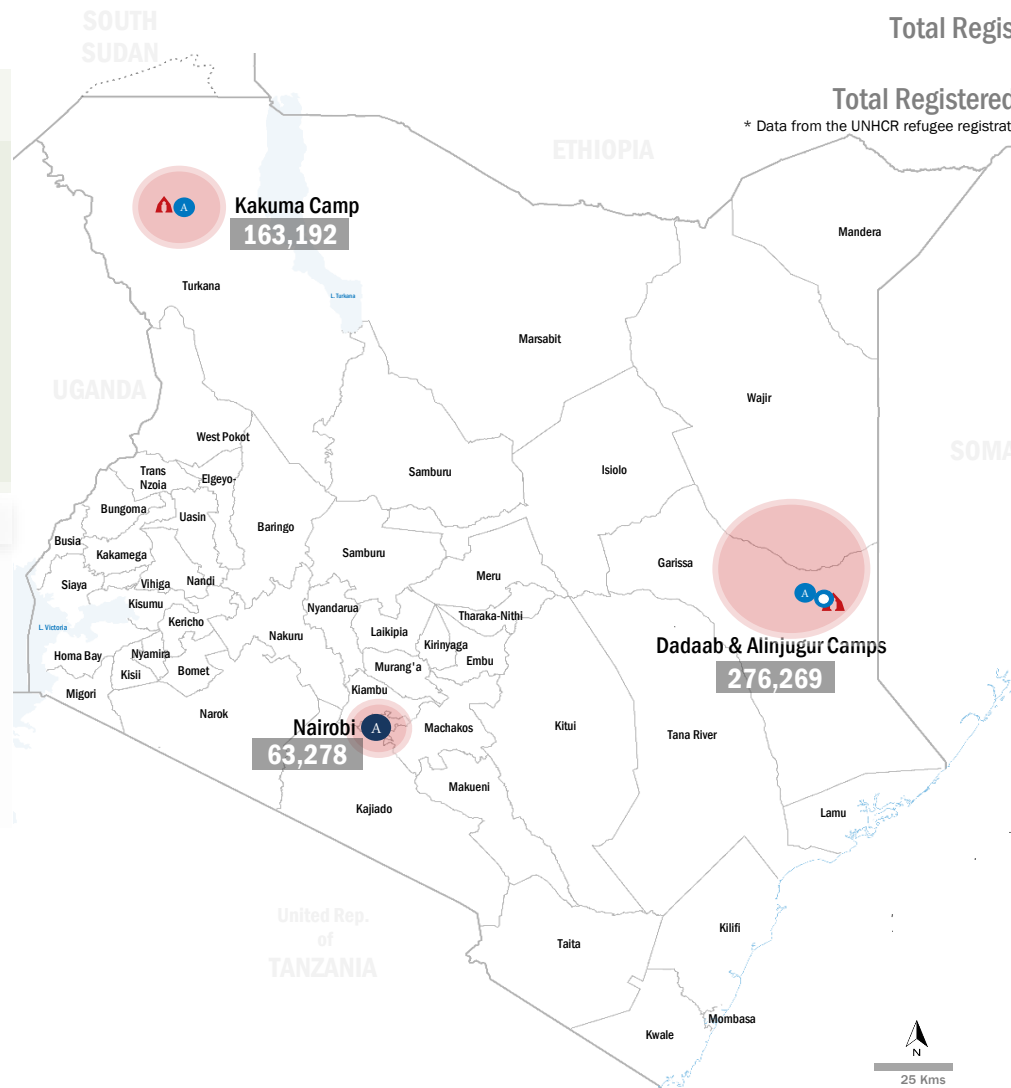 SOUTH
SUDAN
Total Regis
Total Registered
* Data from the UNHCR refugee registrat
ETHIOPIA
A
Kakuma Camp
163,192
Mandera
Turkana
L. Turkana
Marsabit
UGANDA
Wajir
West Pokot
SOMA
Trans
Nzoia
Elgeyo-
Samburu
Isiolo
Bungoma
Uasin
Baringo
Busia
Kakamega
Samburu
Garissa
Siaya
Vihiga
Nandi
Meru
A
Kisumu
Nyandarua
Tharaka-Nithi
L. Victoria
Kericho
Nakuru
Laikipia
Kirinyaga
Dadaab & Alinjugur Camps
276,269
Homa Bay
Nyamira
Kisii
Bomet
Murang'a
Embu
Migori
Kiambu
Narok
Nairobi
A
63,278
Machakos
Kitui
Tana River
Makueni
Kajiado
Lamu
United Rep.
of
TANZANIA
Taita
Kilifi
Mombasa
Kwale
N
25 Kms